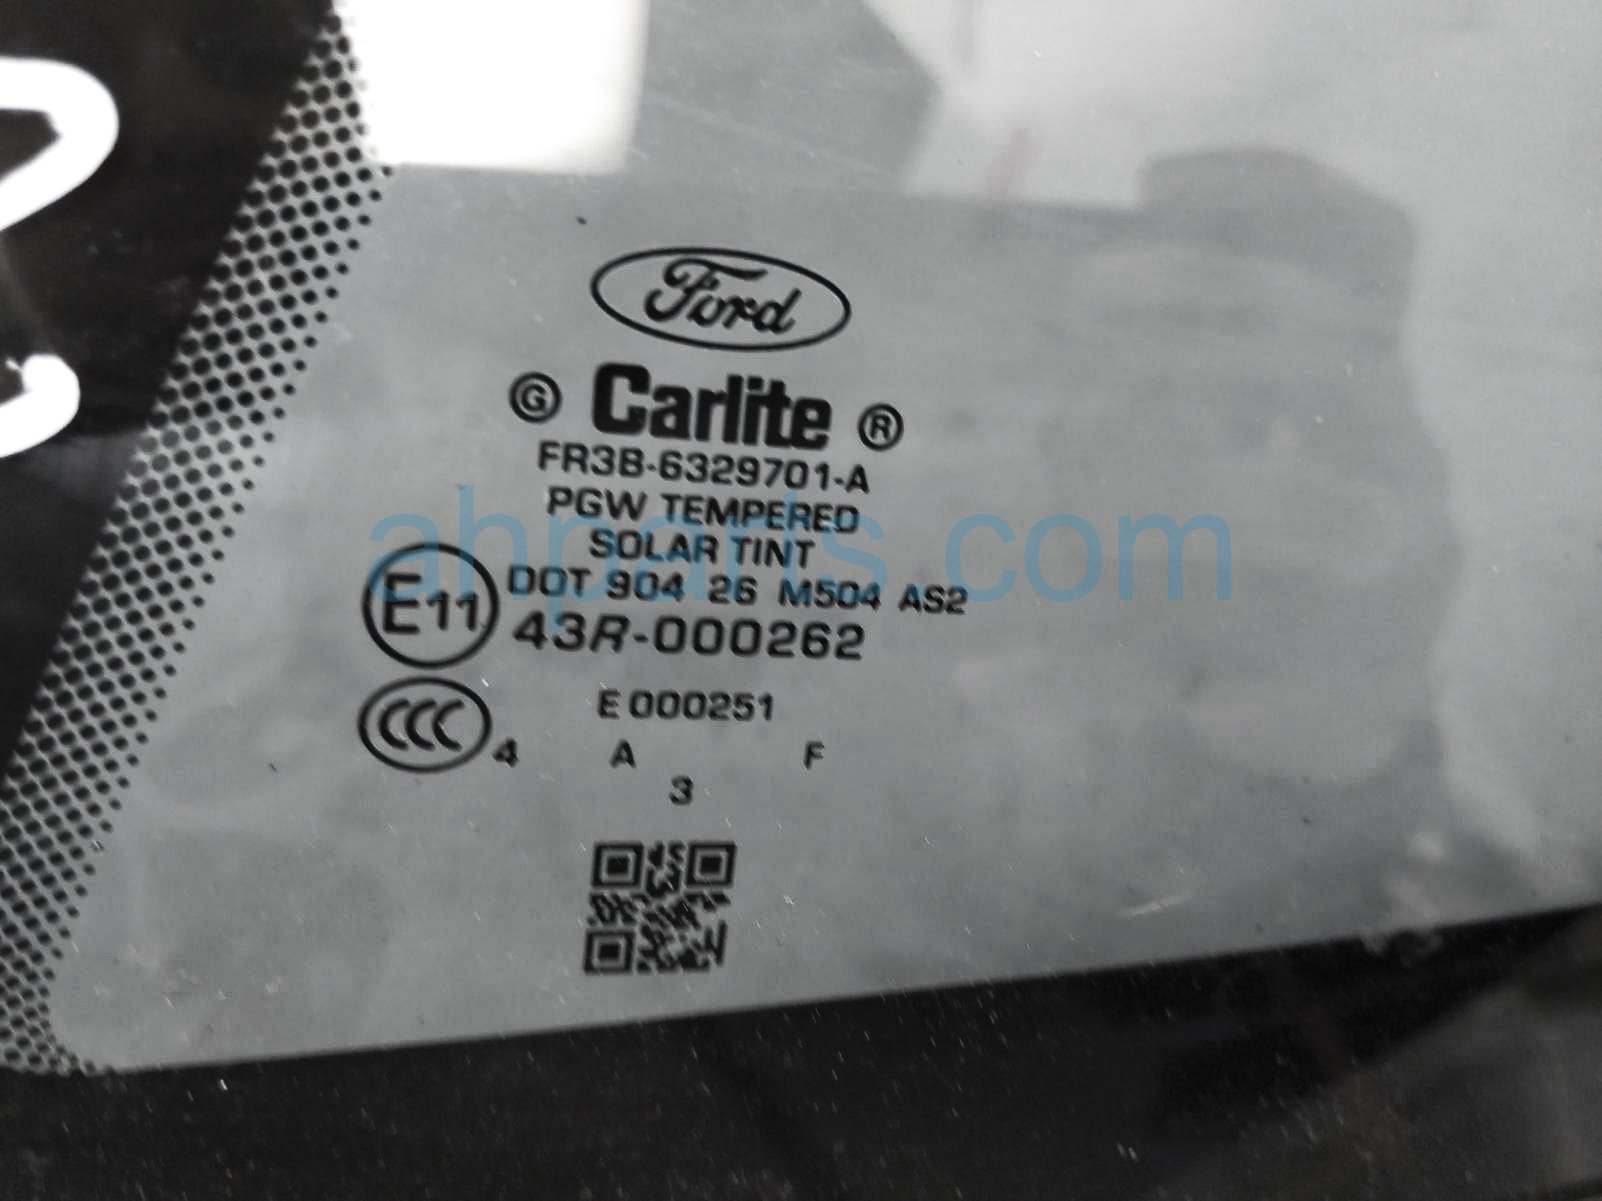 Ford
G Carlite R
FR3B-6329701-A
PGW TEMPERED
SOLAR TINT
ahparts.com
E11 DOT 904 26 M504 AS2
43R-000262
E000251
CCC 4 A F
3